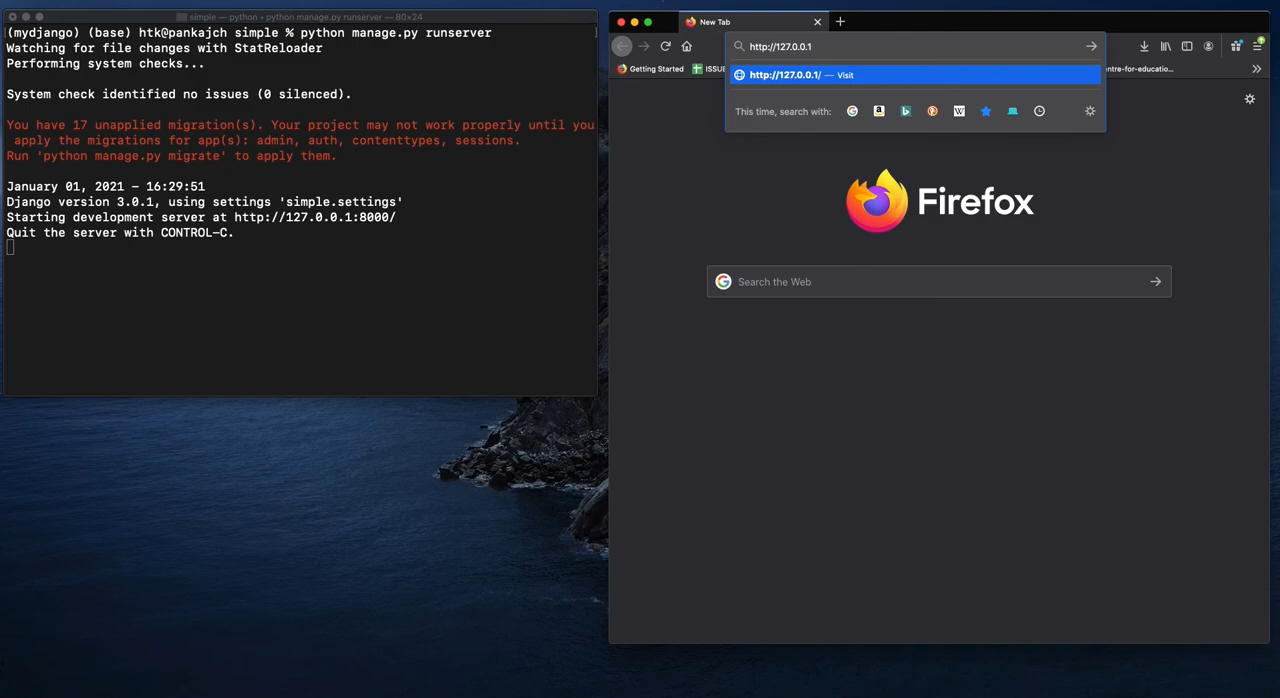 simple — python • python manage.py runserver — 80×24
(mydjango) (base) htk@pankajch simple % python manage.py runserver
Watching for file changes with StatReloader
Performing system checks...
System check identified no issues (0 silenced).
You have 17 unapplied migration(s). Your project may not work properly until you
apply the migrations for app(s): admin, auth, contenttypes, sessions.
Run 'python manage.py migrate' to apply them.
January 01, 2021 - 16:29:51
Django version 3.0.1, using settings 'simple.settings'
Starting development server at http://127.0.0.1:8000/
Quit the server with CONTROL-C.
New Tab
http://127.0.0.1
Getting Started ISSUE entre-for-educatio...
http://127.0.0.1/ — Visit
This time, search with:
Firefox
Search the Web